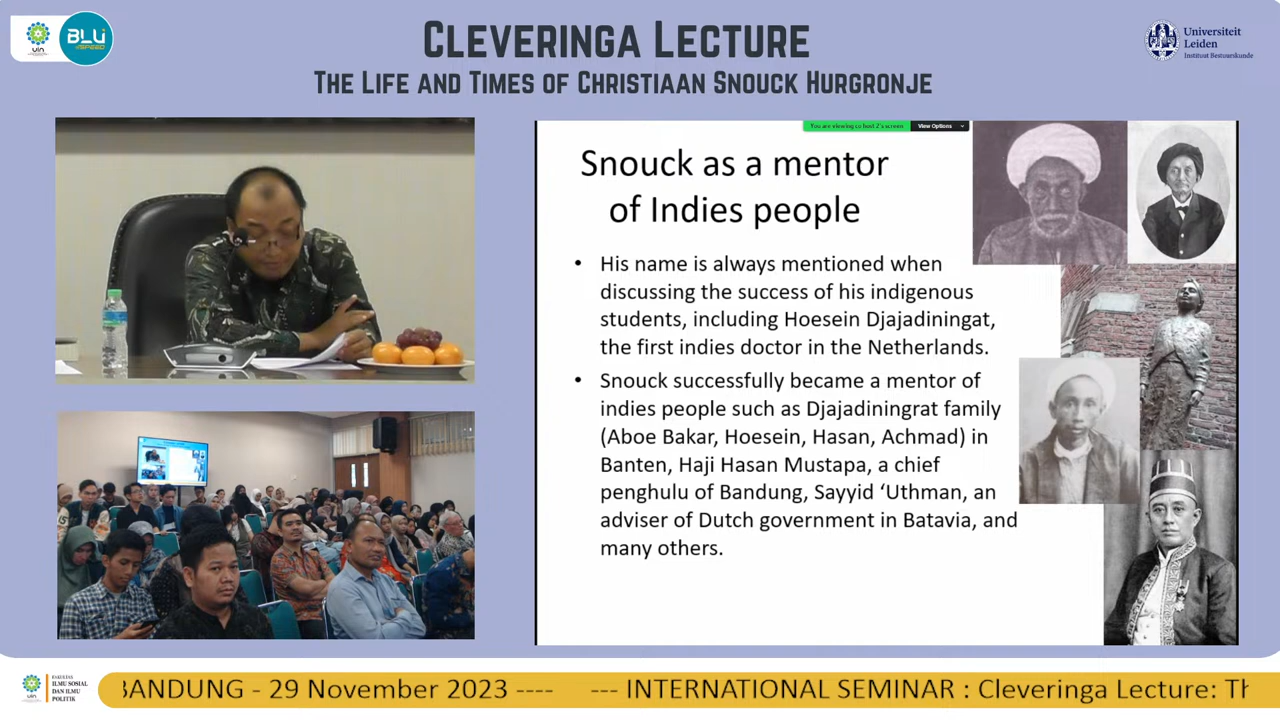 uin
BLU
SPEED
CLEVERINGA LECTURE
THE LIFE AND TIMES OF CHRISTIAAN SNOUCK HURGRONJE
Universiteit
Leiden
Instituut Bestuurskunde
You are viewing co host 2's screen
View Options
Snouck as a mentor
of Indies people
• His name is always mentioned when
discussing the success of his indigenous
students, including Hoesein Djajadiningat,
the first indies doctor in the Netherlands.
• Snouck successfully became a mentor of
indies people such as Djajadiningrat family
(Aboe Bakar, Hoesein, Hasan, Achmad) in
Banten, Haji Hasan Mustapa, a chief
penghulu of Bandung, Sayyid ‘Uthman, an
adviser of Dutch government in Batavia, and
many others.
uin
FAKULTAS
ILMU SOSIAL
DAN ILMU
POLITIK
BANDUNG - 29 November 2023 ---- --- INTERNATIONAL SEMINAR : Cleveringa Lecture: Th